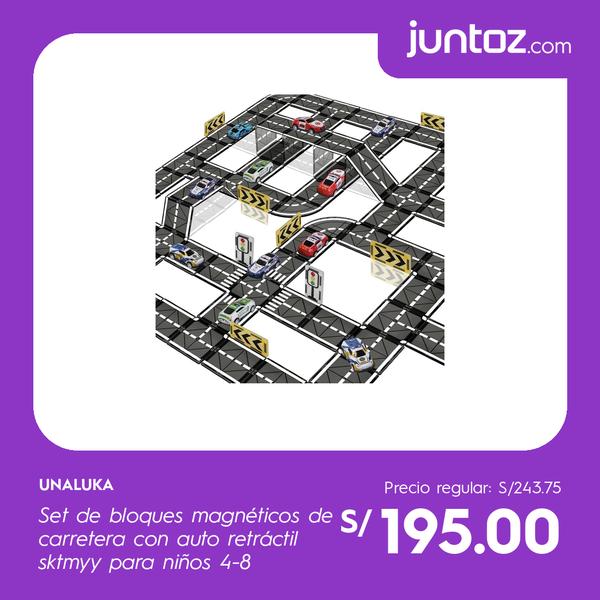 juntoz.com
UNALUKA
Precio regular: S/243.75
Set de bloques magnéticos de
carretera con auto retráctil
sktmyy para niños 4-8
S/195.00